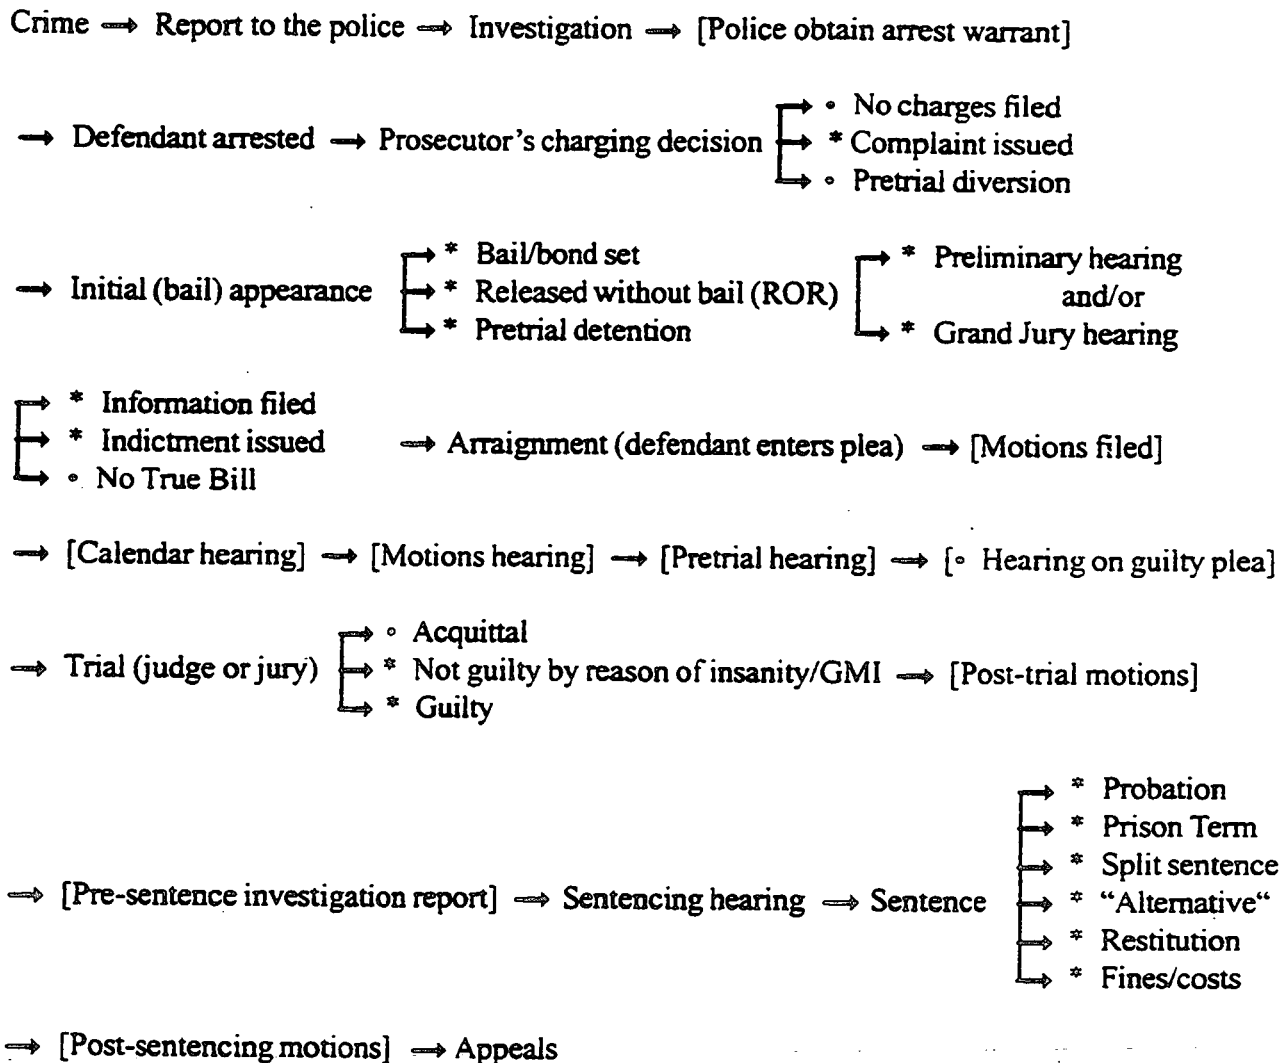 Crime → Report to the police → Investigation → [Police obtain arrest warrant]
→ Defendant arrested → Prosecutor's charging decision
→ ∘ No charges filed
→ * Complaint issued
→ ∘ Pretrial diversion
→ Initial (bail) appearance
→ * Bail/bond set
→ * Released without bail (ROR)
→ * Pretrial detention
→ * Preliminary hearing
and/or
→ * Grand Jury hearing
→ * Information filed
→ * Indictment issued
→ ∘ No True Bill
→ Arraignment (defendant enters plea) → [Motions filed]
→ [Calendar hearing] → [Motions hearing] → [Pretrial hearing] → [∘ Hearing on guilty plea]
→ Trial (judge or jury)
→ ∘ Acquittal
→ * Not guilty by reason of insanity/GMI → [Post-trial motions]
→ * Guilty
→ [Pre-sentence investigation report] → Sentencing hearing → Sentence
→ * Probation
→ * Prison Term
→ * Split sentence
→ * “Alternative“
→ * Restitution
→ * Fines/costs
→ [Post-sentencing motions] → Appeals